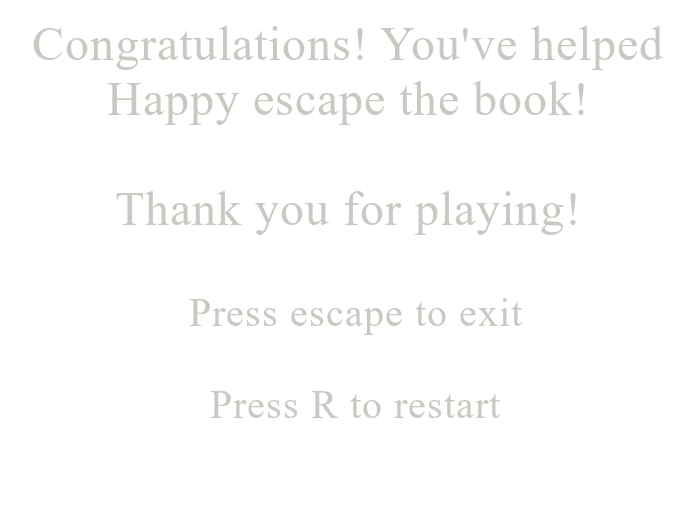 Congratulations! You've helped
Happy escape the book!
Thank you for playing!
Press escape to exit
Press R to restart